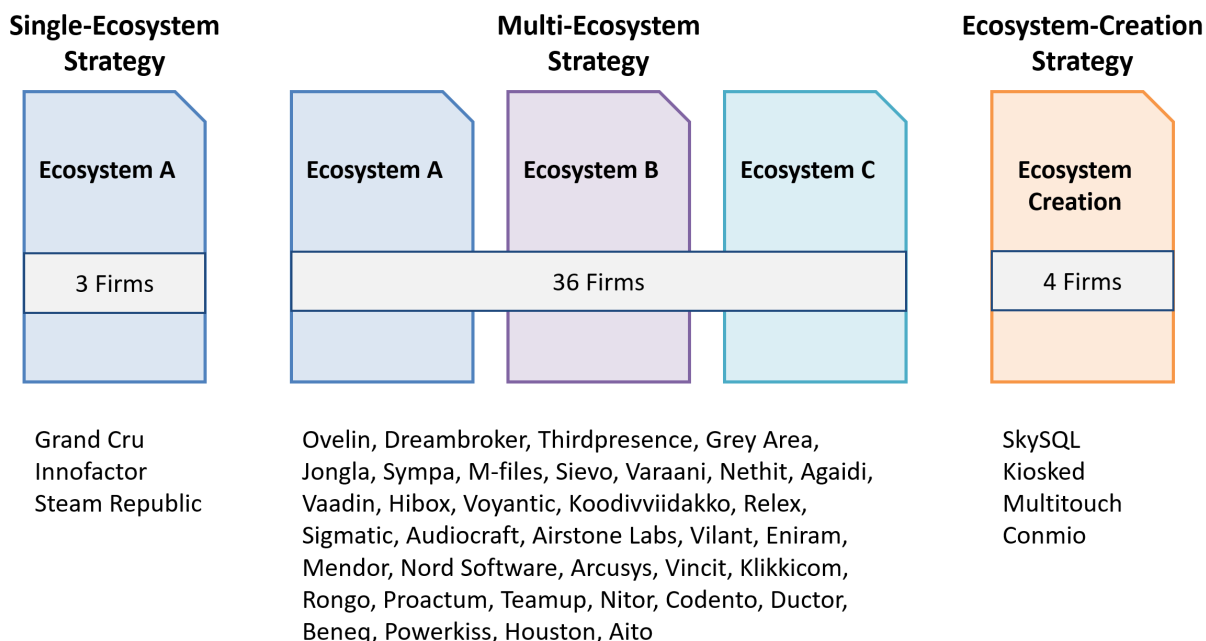 Single-Ecosystem
Strategy
Multi-Ecosystem
Strategy
Ecosystem-Creation
Strategy
Ecosystem A
Ecosystem A
Ecosystem B
Ecosystem C
Ecosystem
Creation
3 Firms
36 Firms
4 Firms
Grand Cru
Innofactor
Steam Republic
Ovelin, Dreambroker, Thirdpresence, Grey Area,
Jongla, Sympa, M-files, Sievo, Varaani, Nethit, Agaidi,
Vaadin, Hibox, Voyantic, Koodivviidakko, Relex,
Sigmatic, Audiocraft, Airstone Labs, Vilant, Eniram,
Mendor, Nord Software, Arcusys, Vincit, Klikkicom,
Rongo, Proactum, Teamup, Nitor, Codento, Ductor,
Beneq, Powerkiss, Houston, Aito
SkySQL
Kiosked
Multitouch
Conmio